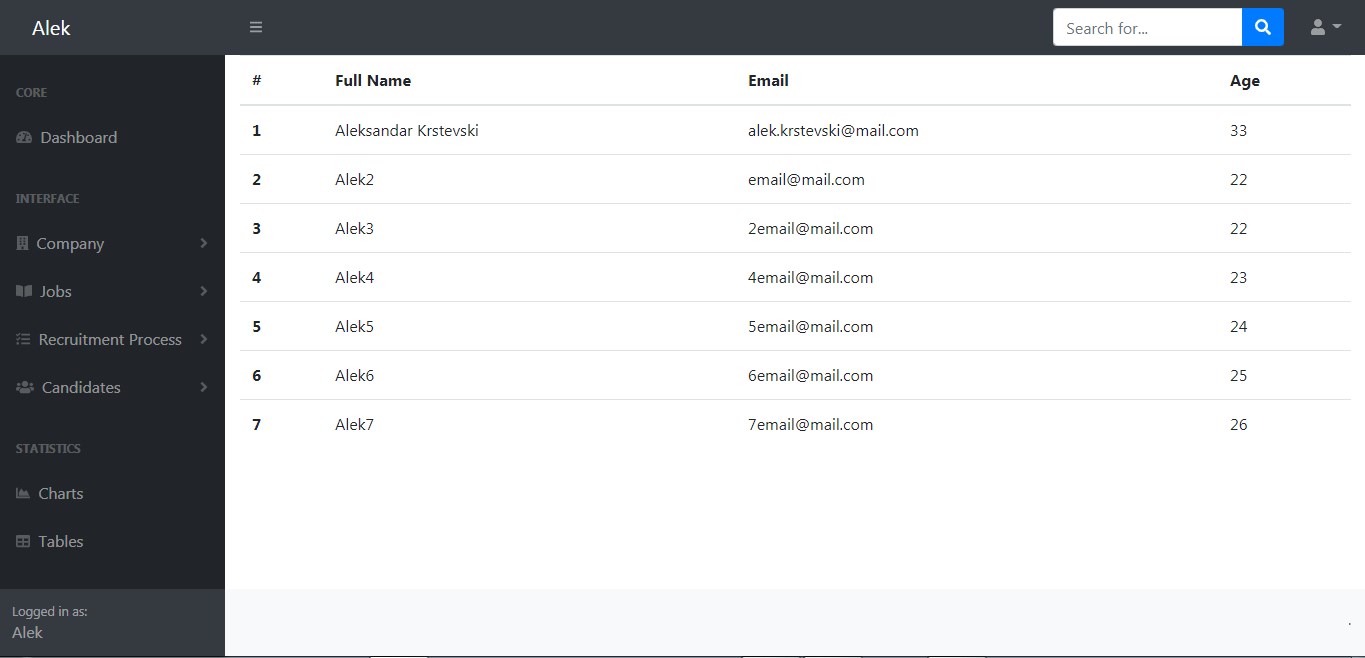 Alek
Search for...
CORE
Dashboard
INTERFACE
Company
Jobs
Recruitment Process
Candidates
STATISTICS
Charts
Tables
Logged in as:
Alek
# Full Name Email Age
1 Aleksandar Krstevski alek.krstevski@mail.com 33
2 Alek2 email@mail.com 22
3 Alek3 2email@mail.com 22
4 Alek4 4email@mail.com 23
5 Alek5 5email@mail.com 24
6 Alek6 6email@mail.com 25
7 Alek7 7email@mail.com 26
.